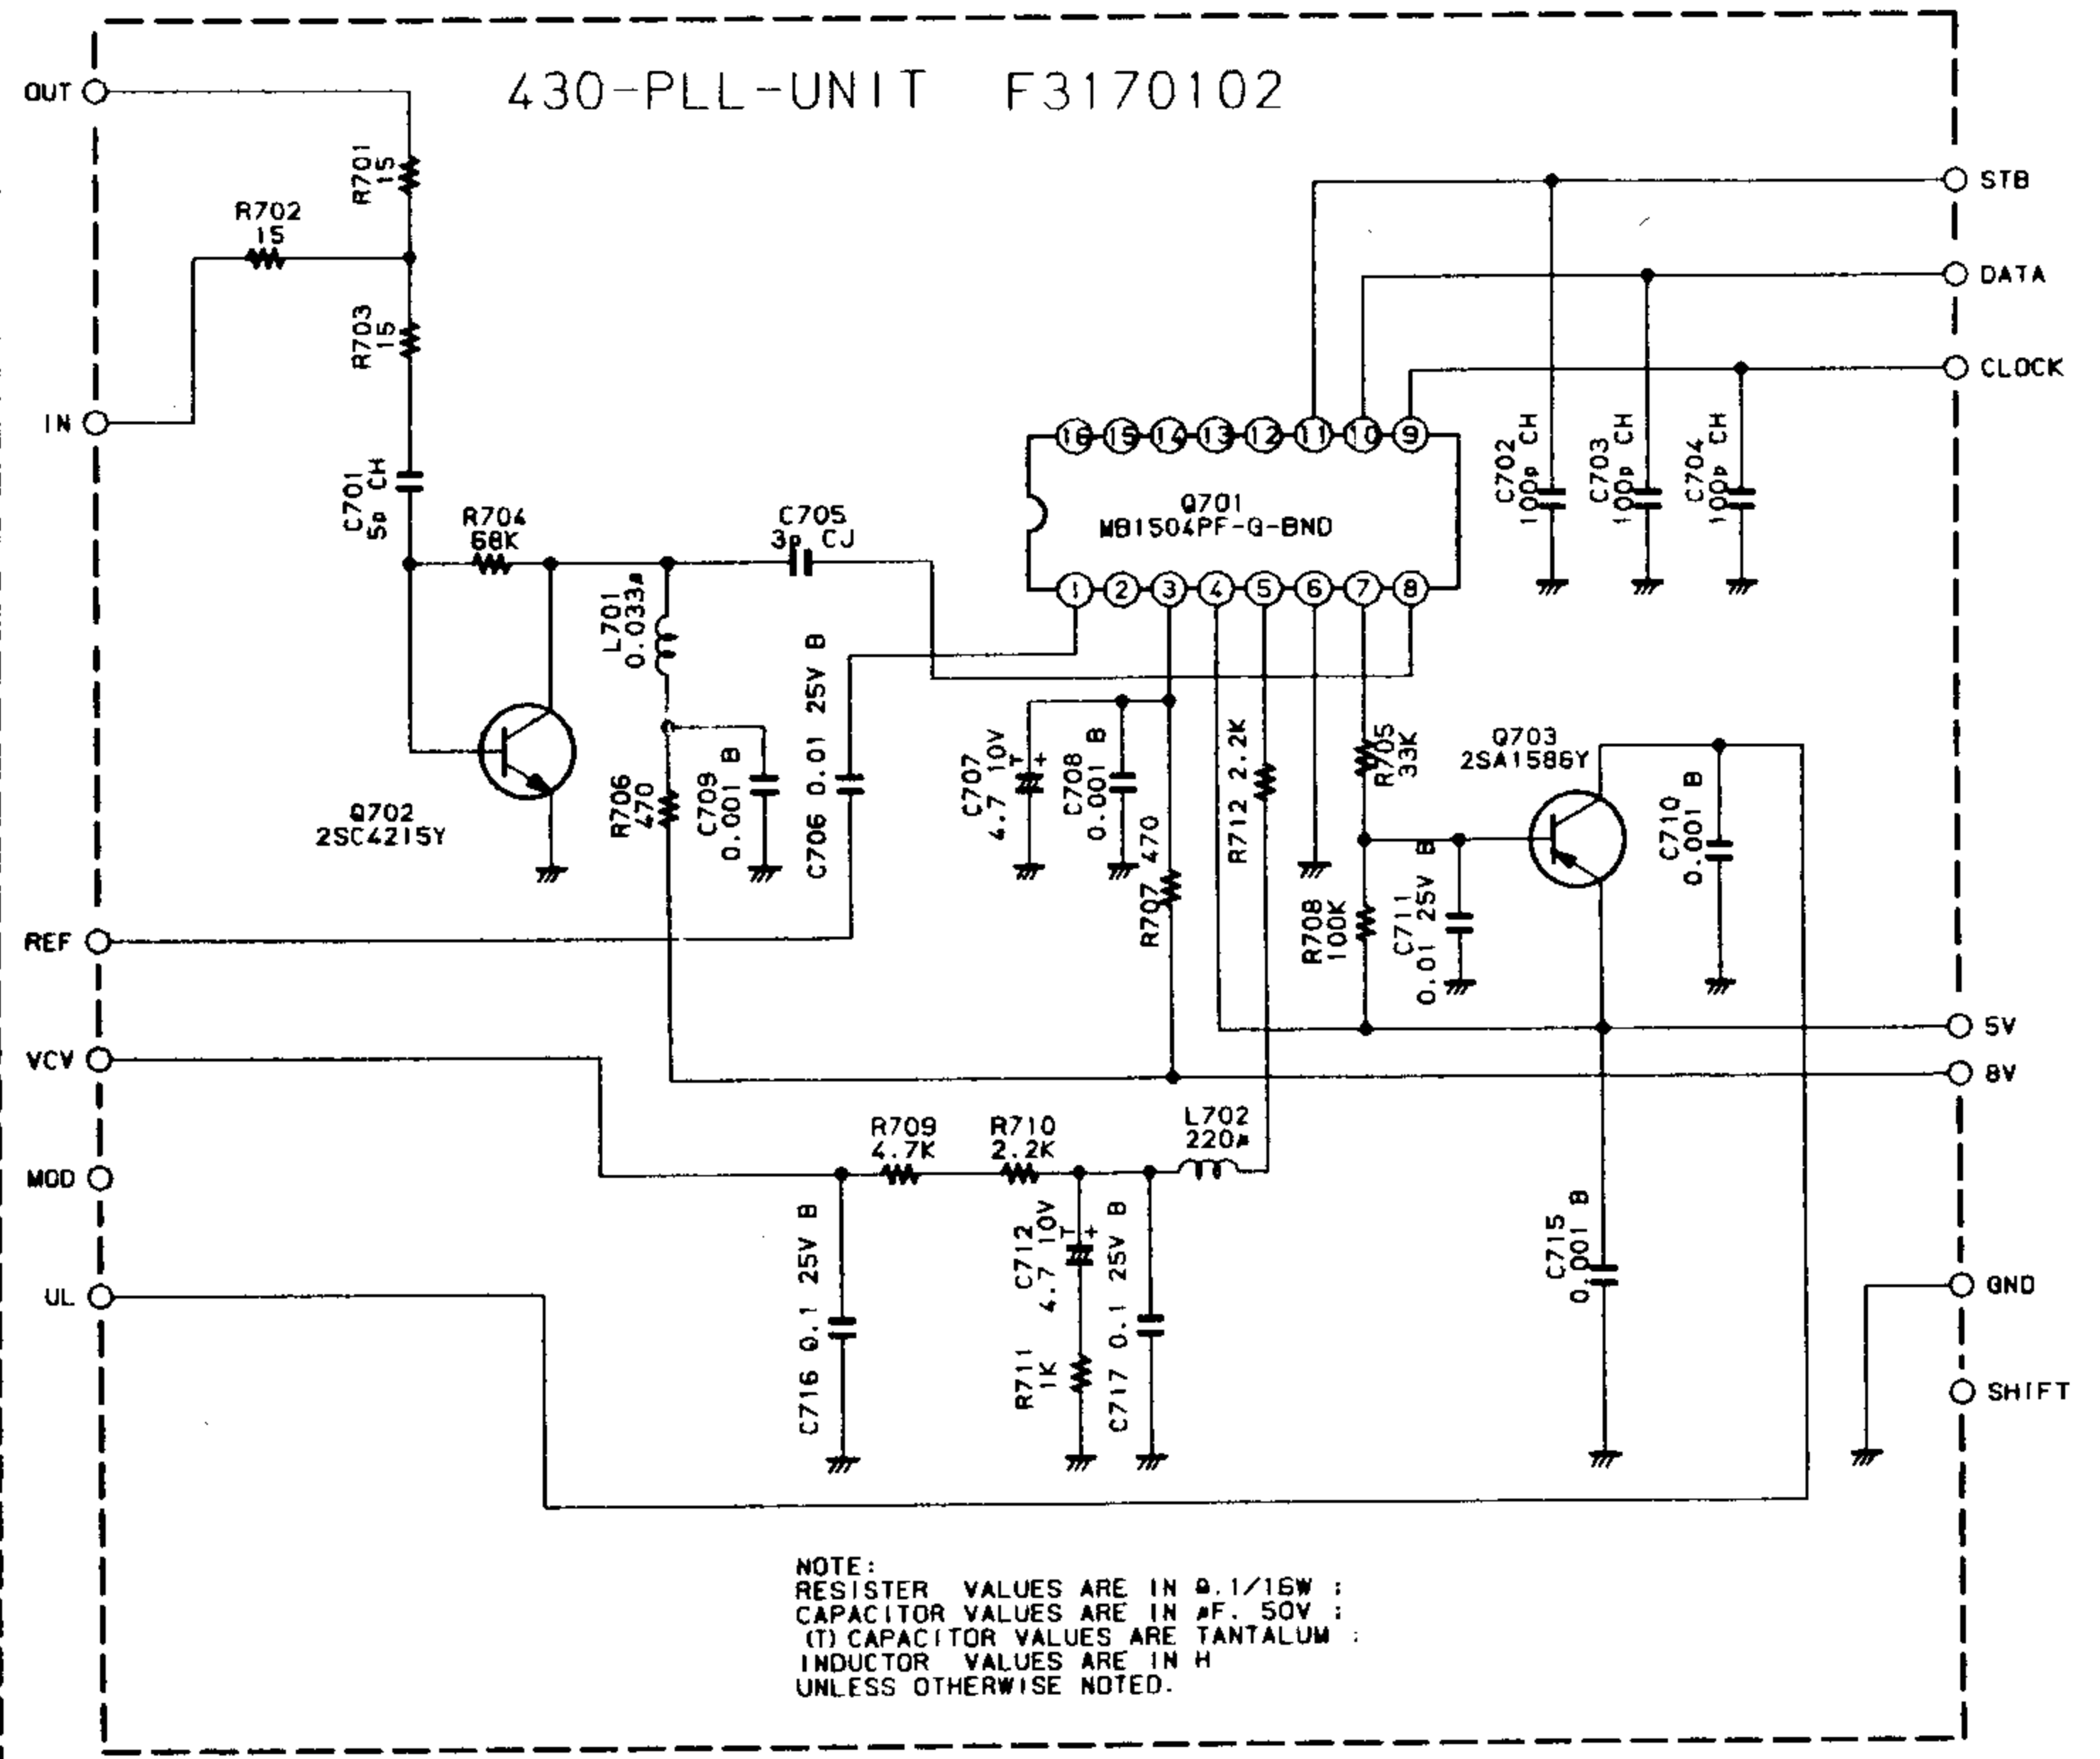 430-PLL-UNIT F3170102
OUT
R701
15
R702
15
R703
15
IN
C701
5p CH
R704
68K
C705
3p CJ
L701
0.033μ
Q702
2SC4215Y
R706
470
C709
0.001 B
C706 0.01 25V B
Q701
MB1504PF-G-BND
16 15 14 13 12 11 10 9
1 2 3 4 5 6 7 8
STB
DATA
CLOCK
C702
100p CH
C703
100p CH
C704
100p CH
C707
4.7 10V
T +
C708
0.001 B
R707 470
R712 2.2K
R705
33K
R708
100K
C711
0.01 25V B
Q703
2SA1586Y
C710
0.001 B
REF
VCV
MOD
UL
5V
8V
GND
SHIFT
R709
4.7K
R710
2.2K
L702
220μ
C716 0.1 25V B
C712
4.7 10V
T +
R711
1K
C717 0.1 25V B
C715
0.001 B
NOTE:
RESISTER VALUES ARE IN Ω. 1/16W ;
CAPACITOR VALUES ARE IN μF. 50V ;
(T) CAPACITOR VALUES ARE TANTALUM ;
INDUCTOR VALUES ARE IN H
UNLESS OTHERWISE NOTED.